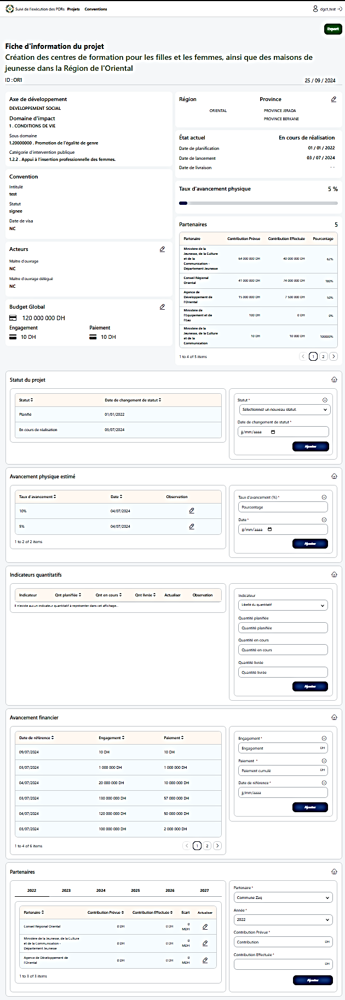 Suivi de l'exécution des PDRs Projets Conventions dgct_test
Export
Fiche d'information du projet
Création des centres de formation pour les filles et les femmes, ainsi que des maisons de
jeunesse dans la Région de l'Oriental
ID : OR1 25 / 09 / 2024
Axe de développement
DEVELOPPEMENT SOCIAL
Domaine d'impact
1 . CONDITIONS DE VIE
Sous domaine
1.20000000 . Promotion de l'égalité de genre
Catégorie d'intervention publique
1.2.2 . Appui à l'insertion professionnelle des femmes.
Convention
Intitulé
test
Statut
signee
Date de visa
NC
Acteurs
Maître d'ouvrage
NC
Maître d'ouvrage délégué
NC
Budget Global
120 000 000 DH
Engagement Paiement
10 DH 10 DH
Région Province
ORIENTAL PROVINCE JERADA
PROVINCE BERKANE
État actuel En cours de réalisation
Date de planification 01 / 01 / 2022
Date de lancement 03 / 07 / 2024
Date de livraison - -
Taux d'avancement physique 5 %
Partenaires 5
Partenaire Contribution Prévue Contribution Effectuée Pourcentage
Ministère de la
Jeunesse, de la Culture
et de la
Communication -
Département Jeunesse
64 000 000 DH 40 000 000 DH 62%
Conseil Régional
Oriental
41 000 000 DH 74 000 000 DH 180%
Agence de
Développement de
l'Oriental
15 000 000 DH 7 500 000 DH 50%
Ministère de
l'Equipement et de
l'Eau
100 DH 0 DH 0%
Ministère de la
Jeunesse, de la Culture
et de la
Communication
10 DH 10 000 DH 100000%
1 to 4 of 5 items 1 2
Statut du projet
Statut Date de changement de statut
Planifié 01/01/2022
En cours de réalisation 03/07/2024
Statut *
Sélectionnez un nouveau statut.
Date de changement de statut *
jj/mm/aaaa
Ajouter
Avancement physique estimé
Taux d'avancement Date Observation
10% 04/07/2024
5% 04/07/2024
1 to 2 of 2 items
Taux d'avancement (%) *
Pourcentage
Date *
jj/mm/aaaa
Ajouter
Indicateurs quantitatifs
Indicateur Qnt planifiée Qnt en cours Qnt livrée Actualiser Observation
Il n'existe aucun indicateur quantitatif à représenter dans cet affichage..
Indicateur
Libellé du quantitatif
Quantité planifiée
Quantité planifiée
Quantité en cours
Quantité en cours
Quantité livrée
Quantité livrée
Ajouter
Avancement financier
Date de référence Engagement Paiement
09/07/2024 10 DH 10 DH
03/07/2024 1 000 000 DH 1 000 000 DH
04/07/2024 20 000 000 DH 10 000 000 DH
03/07/2024 130 000 000 DH 57 000 000 DH
04/07/2024 120 000 000 DH 50 000 000 DH
03/07/2024 100 000 000 DH 2 000 000 DH
1 to 4 of 6 items 1 2
Engagement *
Engagement DH
Paiement *
Paiement cumulé DH
Date de référence *
jj/mm/aaaa
Ajouter
Partenaires
2022 2023 2024 2025 2026 2027
Partenaire Contribution Prévue Contribution Effectuée Ecart Actualiser
Conseil Régional Oriental 0 DH 0 DH 0 MDH
Ministère de la Jeunesse, de la Culture
et de la Communication -
Département Jeunesse
0 DH 0 DH 0 MDH
Agence de Développement de
l'Oriental
0 DH 0 DH 0 MDH
1 to 3 of 3 items
Partenaire *
Commune Zag
Année *
2022
Contribution Prévue *
Contribution DH
Contribution Effectuée *
DH
Ajouter